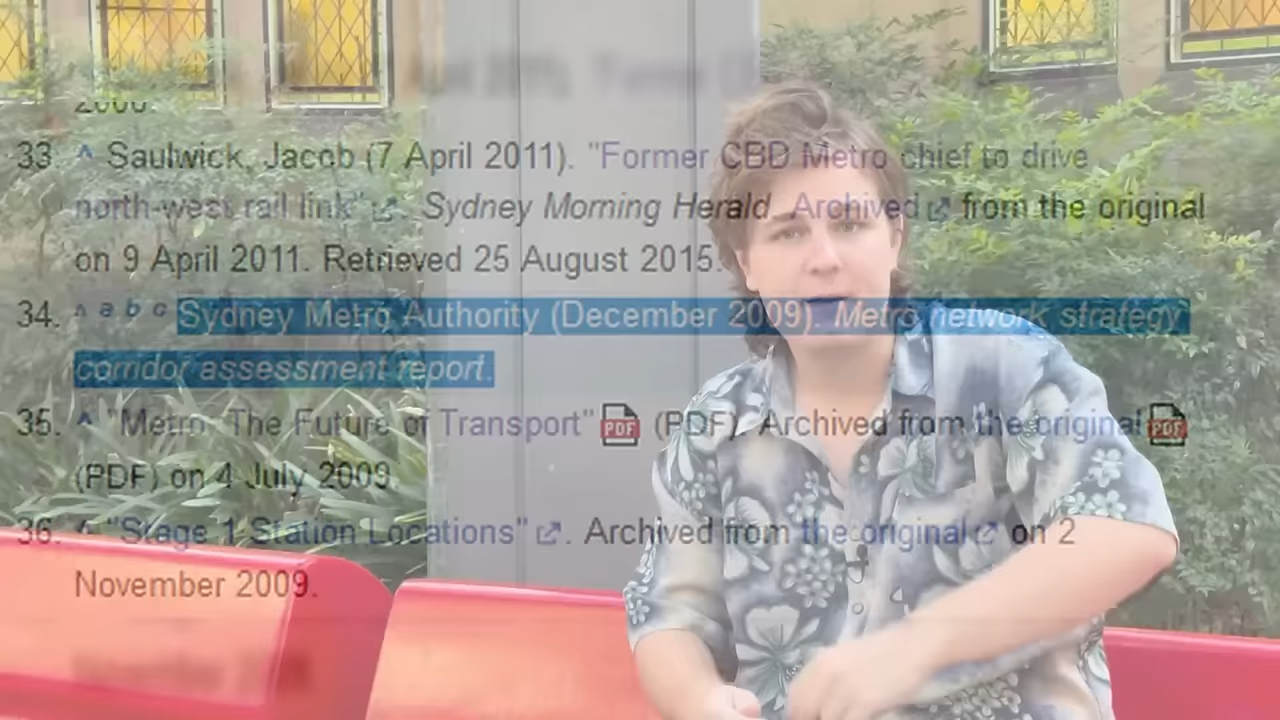 33. ^ Saulwick, Jacob (7 April 2011). "Former CBD Metro chief to drive
north-west rail link". Sydney Morning Herald. Archived from the original
on 9 April 2011. Retrieved 25 August 2015.
34. ^ a b c Sydney Metro Authority (December 2009). Metro network strategy
corridor assessment report.
35. ^ "Metro- The Future of Transport" PDF (PDF). Archived from the original PDF
(PDF) on 4 July 2009.
36. ^ "Stage 1 Station Locations". Archived from the original on 2
November 2009.